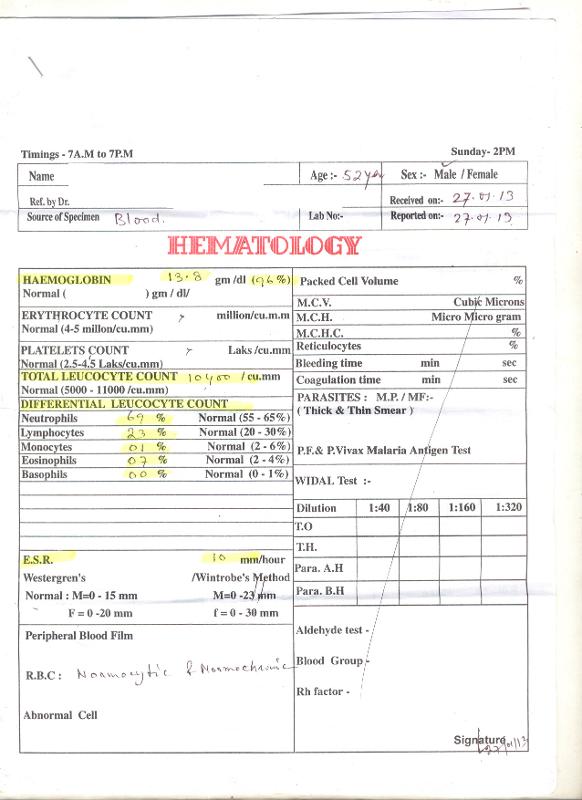 Timings - 7A.M to 7P.M
Sunday- 2PM
Name
Age :- 52 yer
Sex :- Male / Female
Ref. by Dr.
Received on:- 27.01.13
Source of Specimen Blood.
Lab No:-
Reported on:- 27.01.13
HEMATOLOGY
HAEMOGLOBIN 13.8 gm /dl (96%)
Normal ( ) gm / dl/
ERYTHROCYTE COUNT million/cu.m.m
Normal (4-5 millon/cu.mm)
PLATELETS COUNT Laks /cu.mm
Normal (2.5-4.5 Laks/cu.mm)
TOTAL LEUCOCYTE COUNT 10400 / cu.mm
Normal (5000 - 11000 /cu.mm)
DIFFERENTIAL LEUCOCYTE COUNT
Neutrophils 69 % Normal (55 - 65%)
Lymphocytes 23 % Normal (20 - 30%)
Monocytes 01 % Normal (2 - 6%)
Eosinophils 07 % Normal (2 - 4%)
Basophils 00 % Normal (0 - 1%)
E.S.R. 10 mm/hour
Westergren's /Wintrobe's Method
Normal : M=0 - 15 mm M=0 -23 mm
F = 0 -20 mm f = 0 - 30 mm
Peripheral Blood Film
R.B.C : Normocytic & Normochromic
Abnormal Cell
Packed Cell Volume %
M.C.V. Cubic Microns
M.C.H. Micro Micro gram
M.C.H.C. %
Reticulocytes %
Bleeding time min sec
Coagulation time min sec
PARASITES : M.P. / MF:-
( Thick & Thin Smear )
P.F.& P.Vivax Malaria Antigen Test
WIDAL Test :-
Dilution 1:40 1:80 1:160 1:320
T.O
T.H.
Para. A.H
Para. B.H
Aldehyde test -
Blood Group -
Rh factor -
Signature
27/01/13